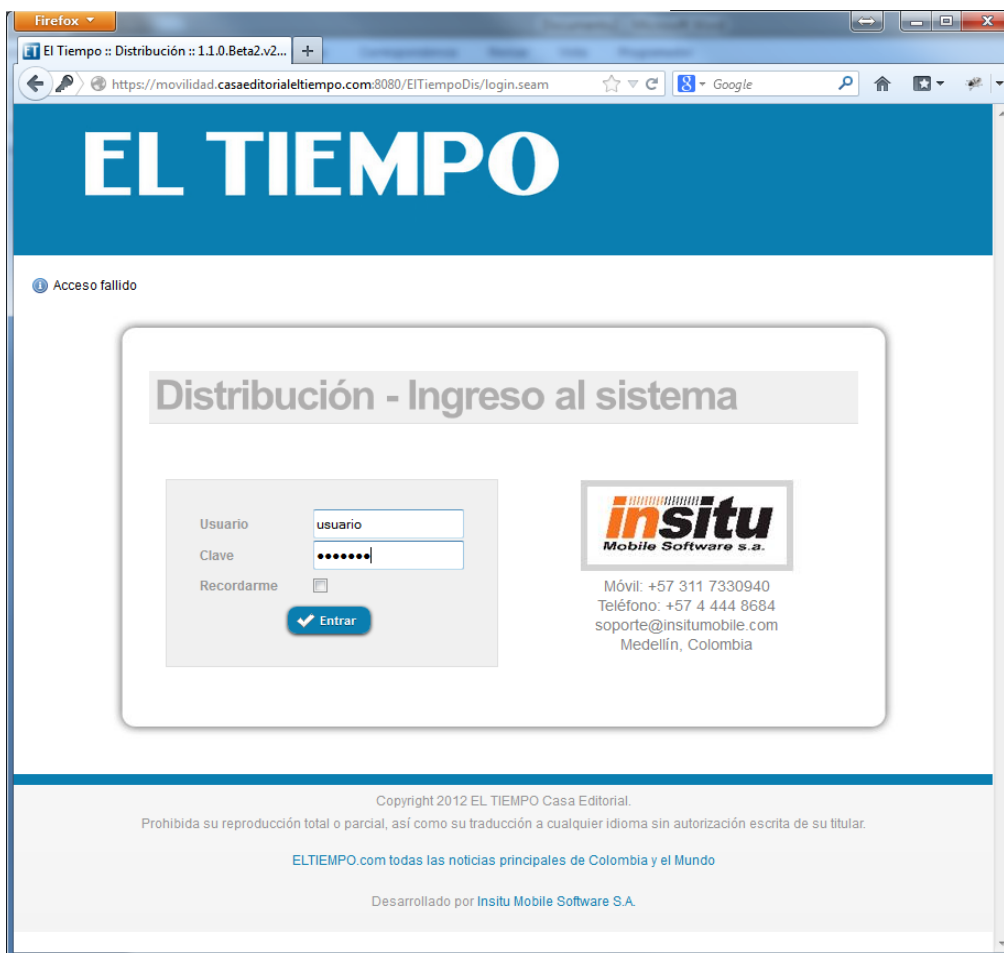 Firefox
El Tiempo :: Distribución :: 1.1.0.Beta2.v2...
https://movilidad.casaeditorialeltiempo.com:8080/ElTiempoDis/login.seam
Google
EL TIEMPO
Acceso fallido
Distribución - Ingreso al sistema
Usuario
usuario
Clave
•••••••
Recordarme
Entrar
insitu
Mobile Software s.a.
Móvil: +57 311 7330940
Teléfono: +57 4 444 8684
soporte@insitumobile.com
Medellín, Colombia
Copyright 2012 EL TIEMPO Casa Editorial.
Prohibida su reproducción total o parcial, así como su traducción a cualquier idioma sin autorización escrita de su titular.
ELTIEMPO.com todas las noticias principales de Colombia y el Mundo
Desarrollado por Insitu Mobile Software S.A.